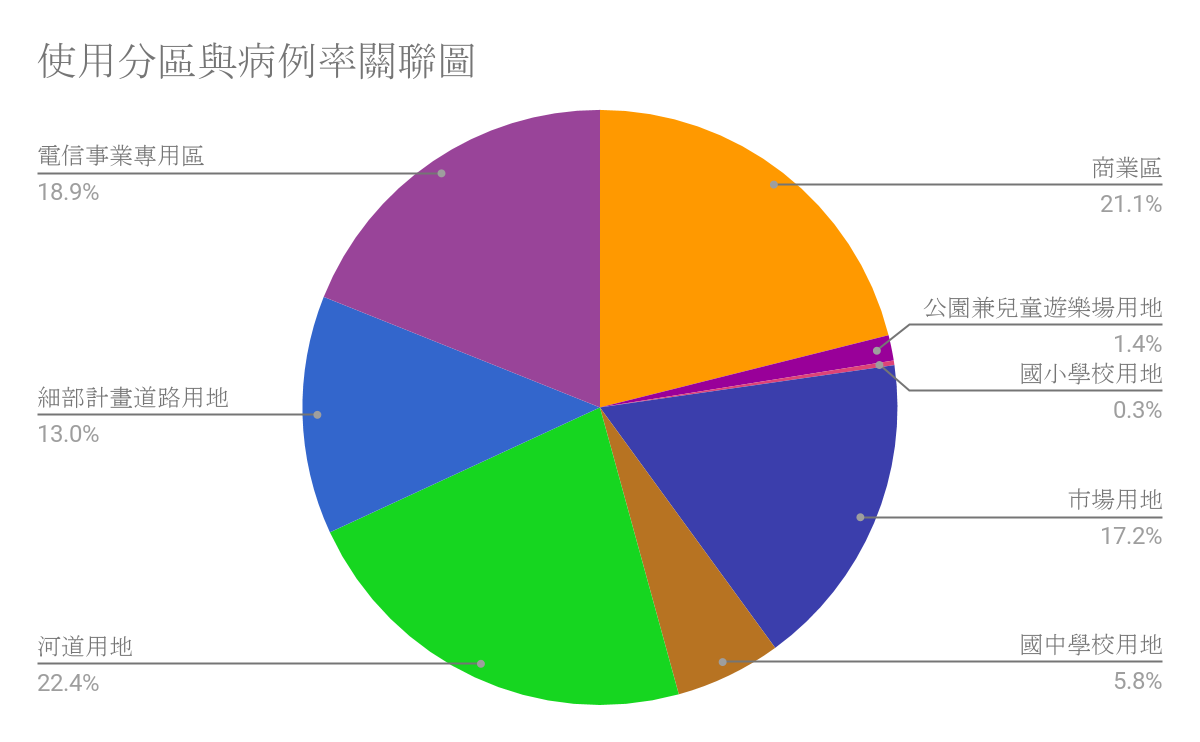 使用分區與病例率關聯圖
電信事業專用區
18.9%
商業區
21.1%
公園兼兒童遊樂場用地
1.4%
國小學校用地
0.3%
細部計畫道路用地
13.0%
市場用地
17.2%
河道用地
22.4%
國中學校用地
5.8%